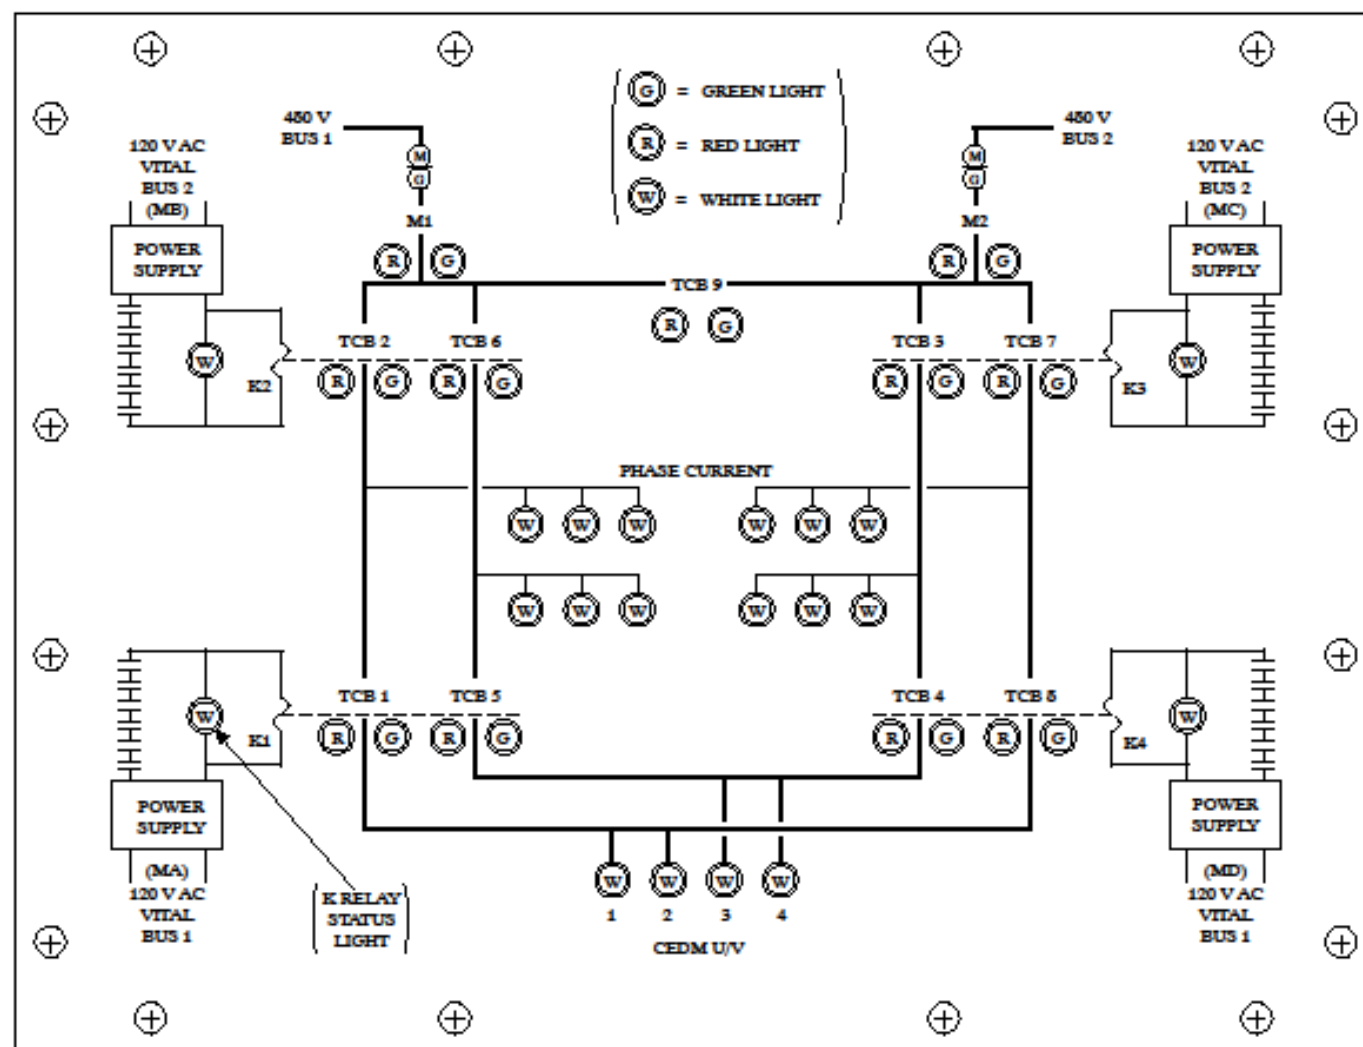 G = GREEN LIGHT
R = RED LIGHT
W = WHITE LIGHT
480 V
BUS 1
M
G
M1
480 V
BUS 2
M
G
M2
120 V AC
VITAL
BUS 2
(MB)
POWER
SUPPLY
120 V AC
VITAL
BUS 2
(MC)
POWER
SUPPLY
R G
R G
TCB 9
R G
TCB 2 TCB 6
R G R G
W
K2
TCB 3 TCB 7
R G R G
W
K3
PHASE CURRENT
W W W W W W
W W W W W W
TCB 1 TCB 5
R G R G
W
K1
TCB 4 TCB 8
R G R G
W
K4
POWER
SUPPLY
(MA)
120 V AC
VITAL
BUS 1
POWER
SUPPLY
(MD)
120 V AC
VITAL
BUS 1
K RELAY
STATUS
LIGHT
W W W W
1 2 3 4
CEDM U/V